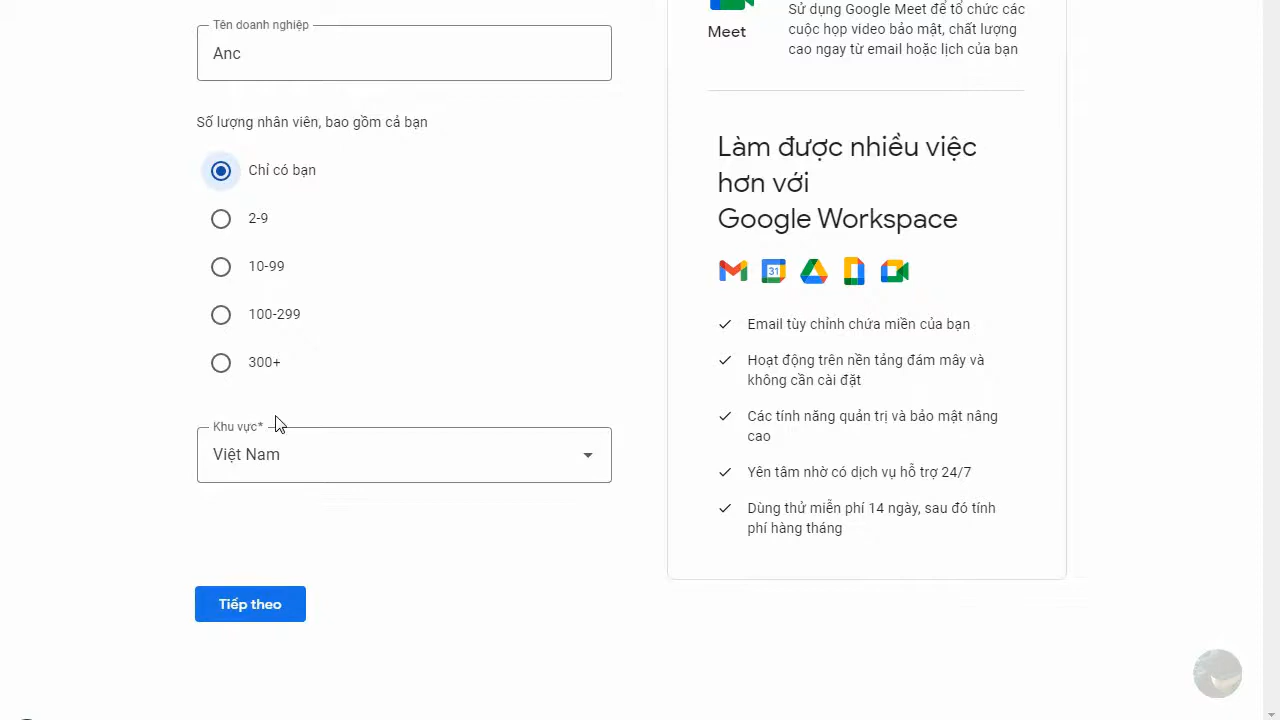 Tên doanh nghiệp
Anc
Số lượng nhân viên, bao gồm cả bạn
Chỉ có bạn
2-9
10-99
100-299
300+
Khu vực*
Việt Nam
Tiếp theo
Meet
Sử dụng Google Meet để tổ chức các
cuộc họp video bảo mật, chất lượng
cao ngay từ email hoặc lịch của bạn
Làm được nhiều việc
hơn với
Google Workspace
31
Email tùy chỉnh chứa miền của bạn
Hoạt động trên nền tảng đám mây và
không cần cài đặt
Các tính năng quản trị và bảo mật nâng
cao
Yên tâm nhờ có dịch vụ hỗ trợ 24/7
Dùng thử miễn phí 14 ngày, sau đó tính
phí hàng tháng